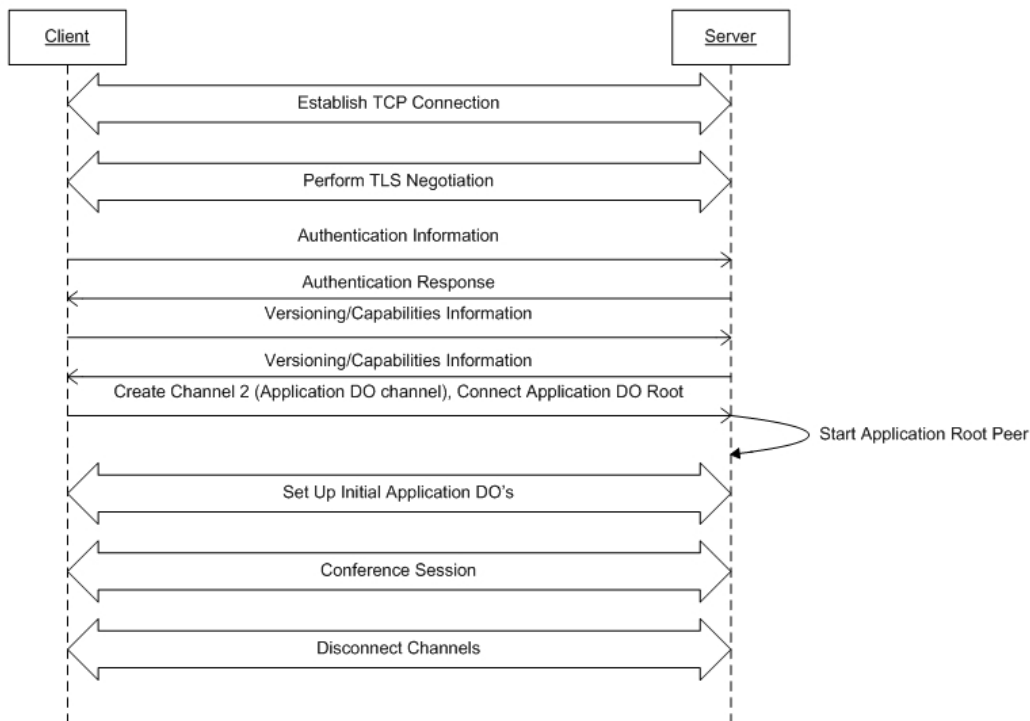 Client
Server
Establish TCP Connection
Perform TLS Negotiation
Authentication Information
Authentication Response
Versioning/Capabilities Information
Versioning/Capabilities Information
Create Channel 2 (Application DO channel), Connect Application DO Root
Start Application Root Peer
Set Up Initial Application DO's
Conference Session
Disconnect Channels